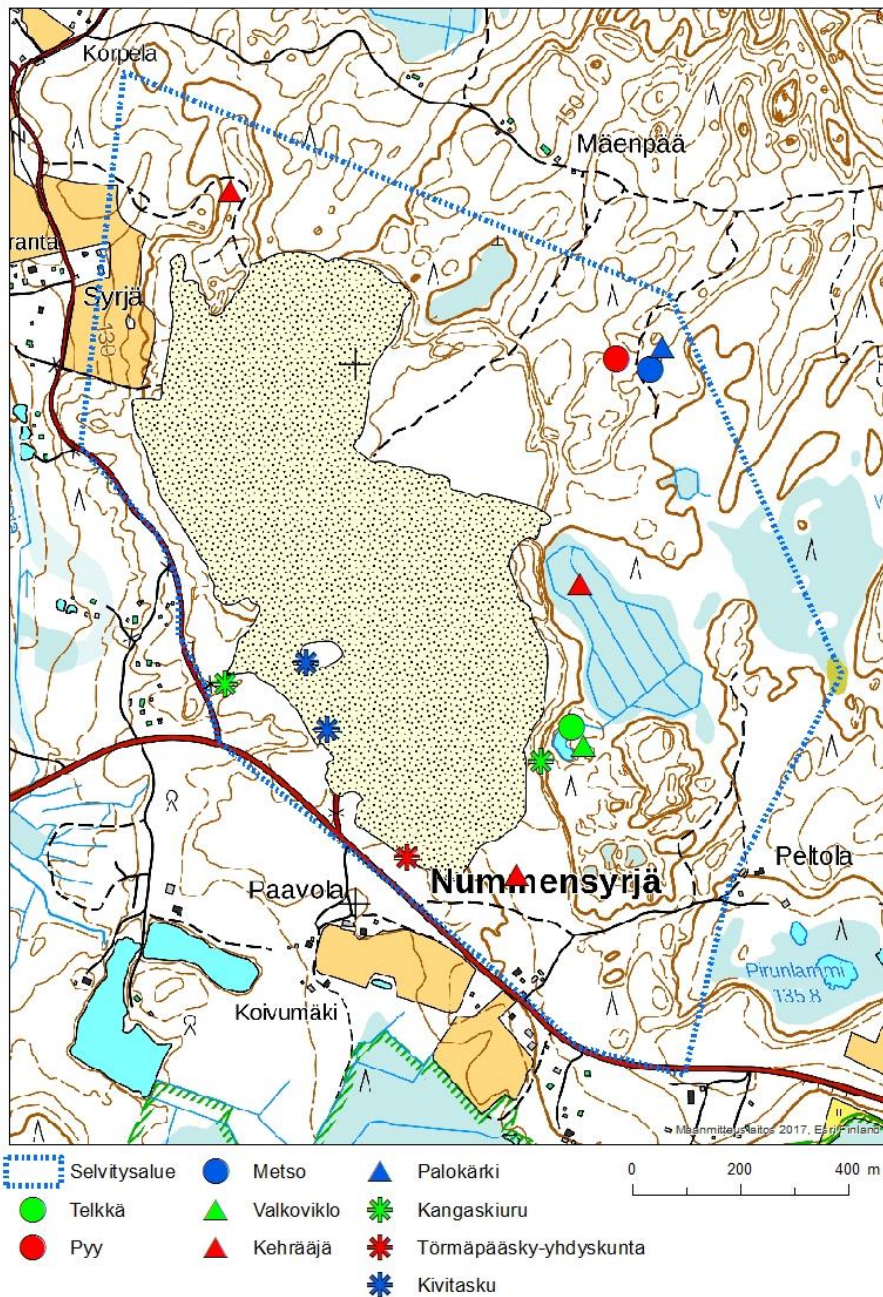 Korpela
150
Mäenpää
ranta
Syrjä
130
Nummensyrjä
Peltola
Paavola
Pirunlammi
135.8
Koivumäki
Maanmittauslaitos 2017, Esri Finland
Selvitysalue
Metso
Palokärki
0 200 400 m
Telkkä
Valkoviklo
Kangaskiuru
Pyy
Kehrääjä
Törmäpääsky-yhdyskunta
Kivitasku